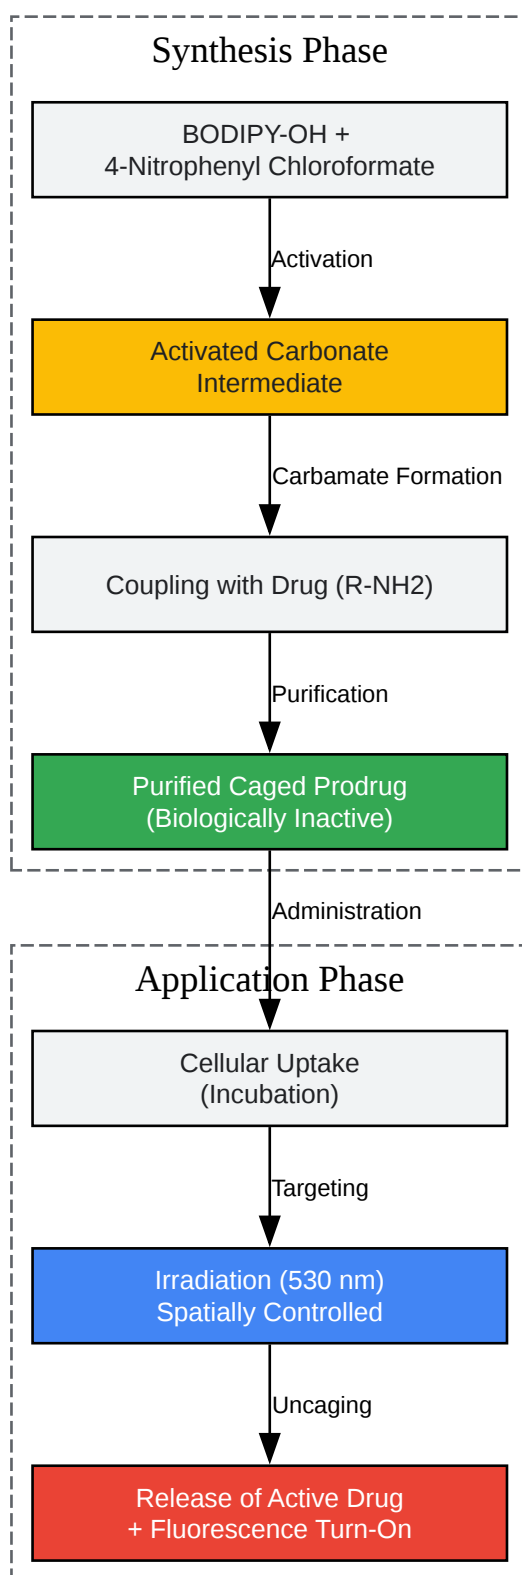 Synthesis Phase
BODIPY-OH +
4-Nitrophenyl Chloroformate
Activation
Activated Carbonate
Intermediate
Carbamate Formation
Coupling with Drug (R-NH2)
Purification
Purified Caged Prodrug
(Biologically Inactive)
Administration
Application Phase
Cellular Uptake
(Incubation)
Targeting
Irradiation (530 nm)
Spatially Controlled
Uncaging
Release of Active Drug
+ Fluorescence Turn-On